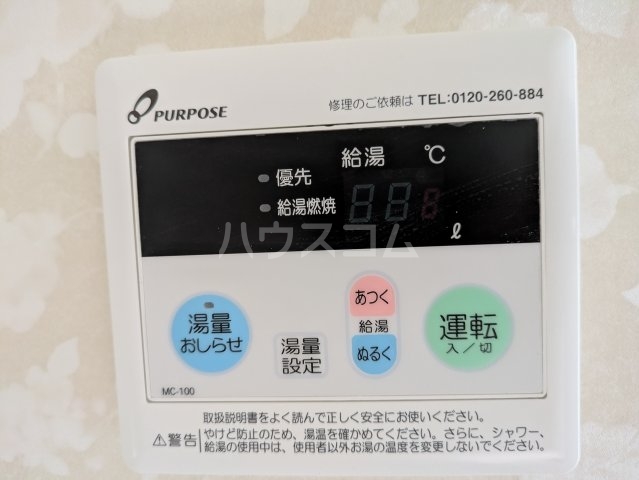 PURPOSE
修理のご依頼は TEL:0120-260-884
給湯 ℃
優先
給湯燃焼
888
ℓ
ハウスコム
湯量
おしらせ
湯量
設定
あつく
給湯
ぬるく
運転
入/切
MC-100
取扱説明書をよく読んで正しく安全にお使いください。
⚠警告
やけど防止のため、湯温を確かめてください。さらに、シャワー、
給湯の使用中は、使用者以外お湯の温度を変更しないでください。